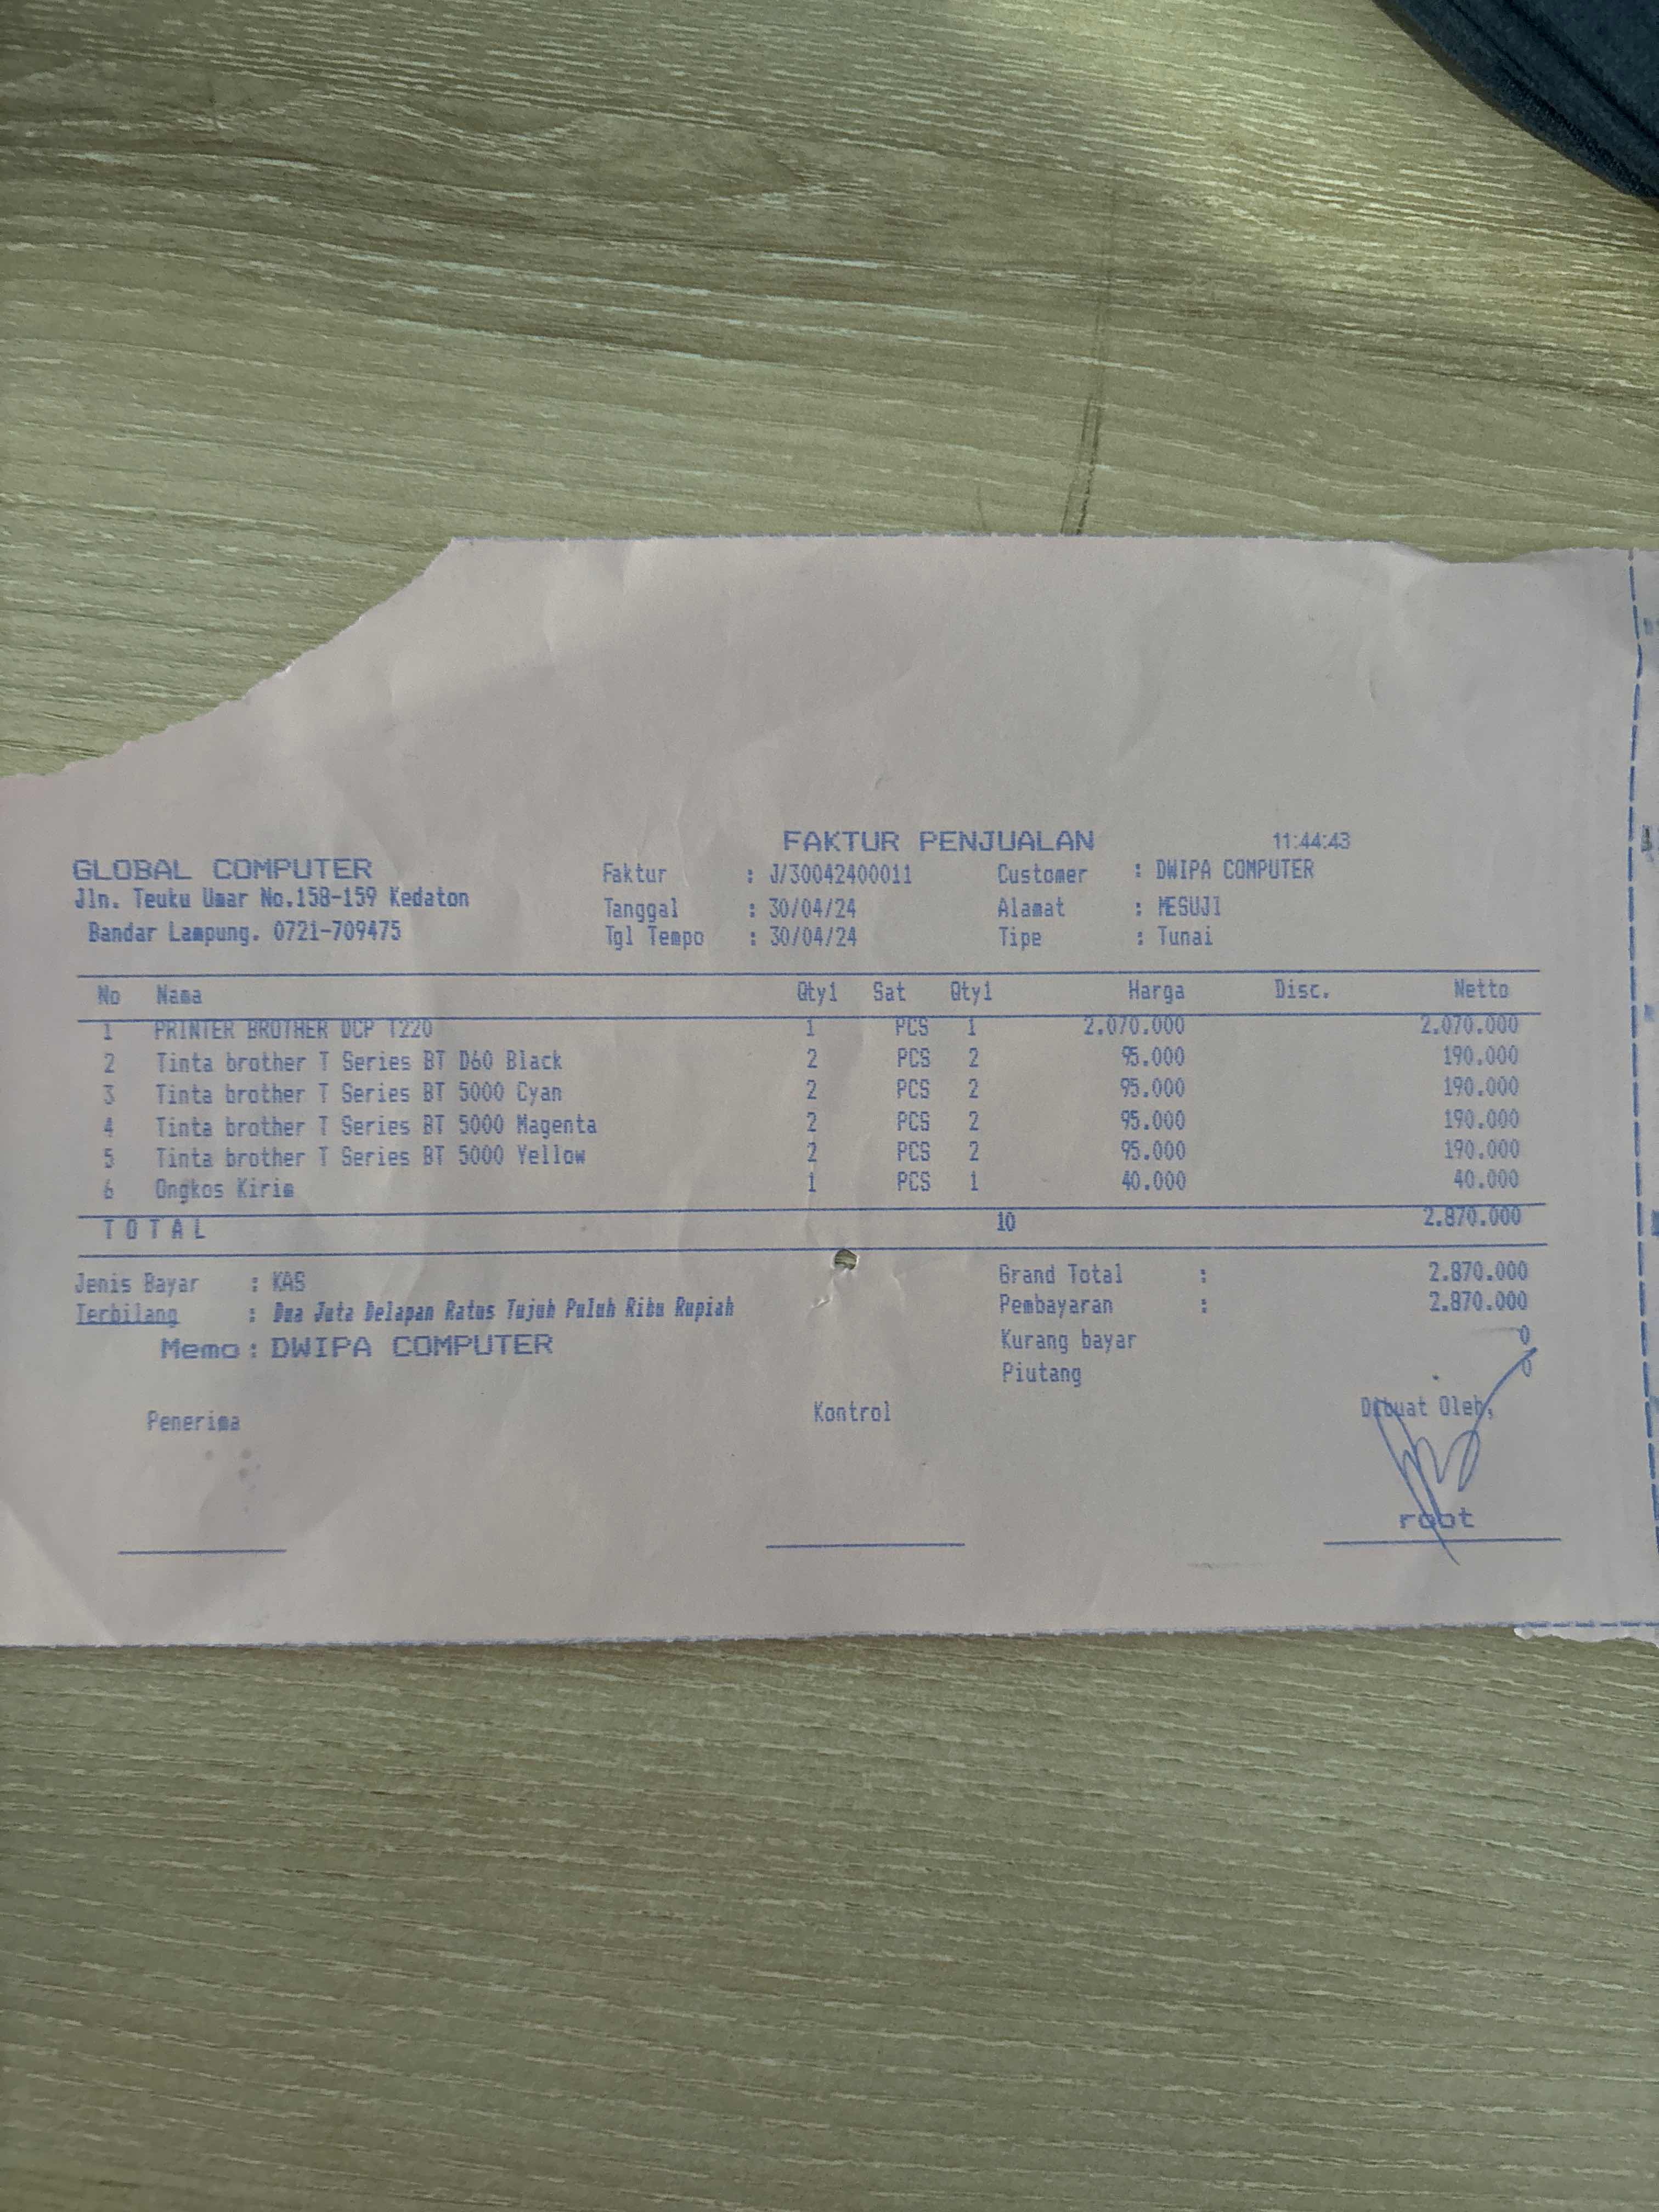 FAKTUR PENJUALAN 11:44:43
GLOBAL COMPUTER
Jln. Teuku Umar No.158-159 Kedaton
Bandar Lampung. 0721-709475
Faktur : J/30042400011
Tanggal : 30/04/24
Tgl Tempo : 30/04/24
Customer : DWIPA COMPUTER
Alamat : MESUJI
Tipe : Tunai
No Nama Qty1 Sat Qty1 Harga Disc. Netto
1 PRINTER BROTHER DCP T220 1 PCS 1 2.070.000 2.070.000
2 Tinta brother T Series BT D60 Black 2 PCS 2 95.000 190.000
3 Tinta brother T Series BT 5000 Cyan 2 PCS 2 95.000 190.000
4 Tinta brother T Series BT 5000 Magenta 2 PCS 2 95.000 190.000
5 Tinta brother T Series BT 5000 Yellow 2 PCS 2 95.000 190.000
6 Ongkos Kirim 1 PCS 1 40.000 40.000
T O T A L 10 2.870.000
Jenis Bayar : KAS
Terbilang : Dua Juta Delapan Ratus Tujuh Puluh Ribu Rupiah
Memo : DWIPA COMPUTER
Grand Total : 2.870.000
Pembayaran : 2.870.000
Kurang bayar 0
Piutang 0
Penerima Kontrol Dibuat Oleh,
root